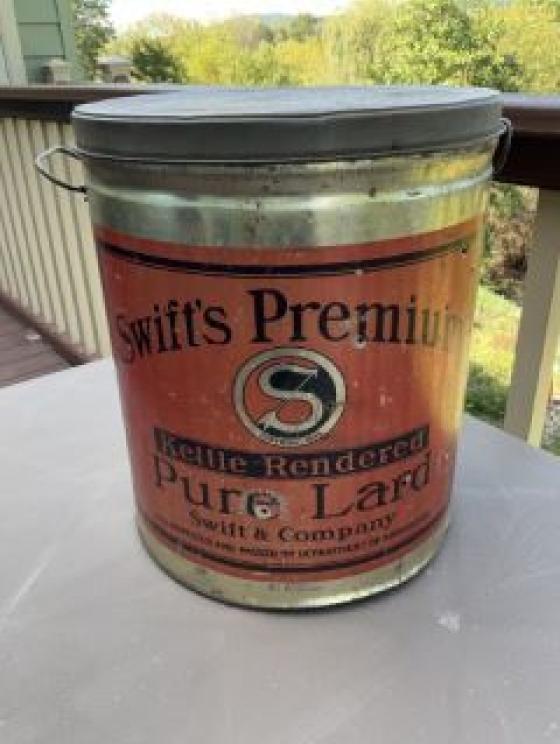 Swift's Premium
S
Kettle Rendered
Pure Lard
Swift & Company